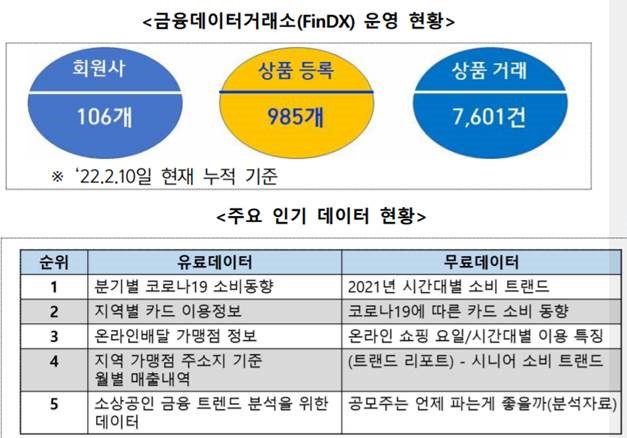 <금융데이터거래소(FinDX) 운영 현황>
회원사 상품 등록 상품 거래
106개 985개 7,601건
※ ‘22.2.10일 현재 누적 기준
<주요 인기 데이터 현황>
순위 유료데이터 무료데이터
1 분기별 코로나19 소비동향 2021년 시간대별 소비 트랜드
2 지역별 카드 이용정보 코로나19에 따른 카드 소비 동향
3 온라인배달 가맹점 정보 온라인 쇼핑 요일/시간대별 이용 특징
4 지역 가맹점 주소지 기준 (트랜드 리포트) - 시니어 소비 트랜드
월별 매출내역
5 소상공인 금융 트렌드 분석을 위한 공모주는 언제 파는게 좋을까(분석자료)
데이터